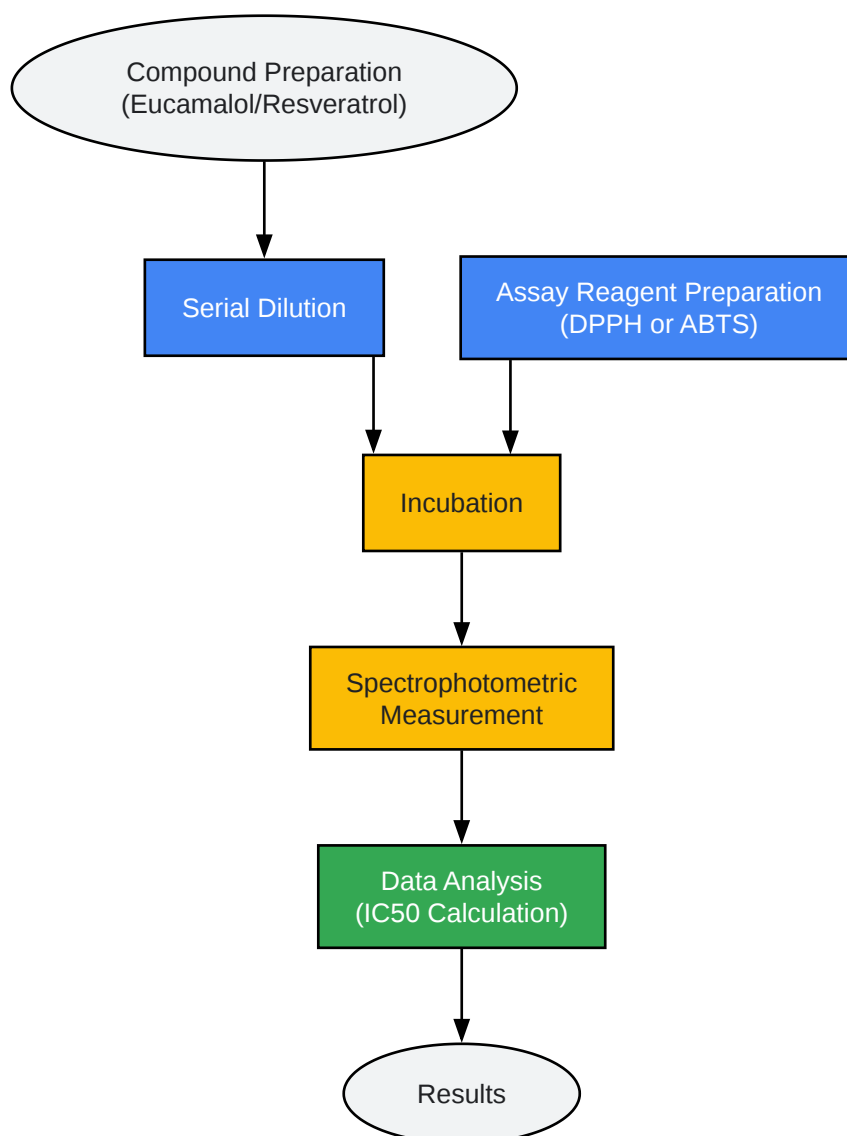 Compound Preparation
(Eucamalol/Resveratrol)
Serial Dilution
Assay Reagent Preparation
(DPPH or ABTS)
Incubation
Spectrophotometric
Measurement
Data Analysis
(IC50 Calculation)
Results